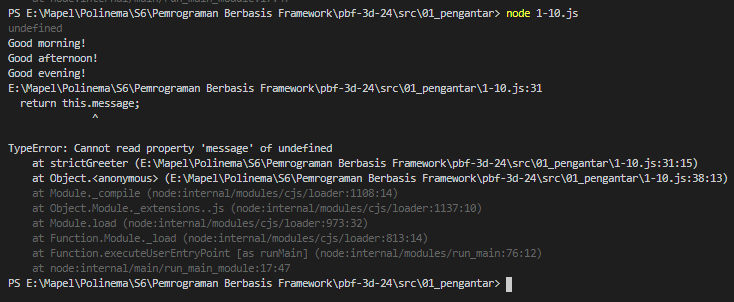 PS E:\Mapel\Polinema\S6\Pemrograman Berbasis Framework\pbf-3d-24\src\01_pengantar> node 1-10.js
undefined
Good morning!
Good afternoon!
Good evening!
E:\Mapel\Polinema\S6\Pemrograman Berbasis Framework\pbf-3d-24\src\01_pengantar\1-10.js:31
  return this.message;
              ^
TypeError: Cannot read property 'message' of undefined
    at strictGreeter (E:\Mapel\Polinema\S6\Pemrograman Berbasis Framework\pbf-3d-24\src\01_pengantar\1-10.js:31:15)
    at Object.<anonymous> (E:\Mapel\Polinema\S6\Pemrograman Berbasis Framework\pbf-3d-24\src\01_pengantar\1-10.js:38:13)
    at Module._compile (node:internal/modules/cjs/loader:1108:14)
    at Object.Module._extensions..js (node:internal/modules/cjs/loader:1137:10)
    at Module.load (node:internal/modules/cjs/loader:973:32)
    at Function.Module._load (node:internal/modules/cjs/loader:813:14)
    at Function.executeUserEntryPoint [as runMain] (node:internal/modules/run_main:76:12)
    at node:internal/main/run_main_module:17:47
PS E:\Mapel\Polinema\S6\Pemrograman Berbasis Framework\pbf-3d-24\src\01_pengantar>